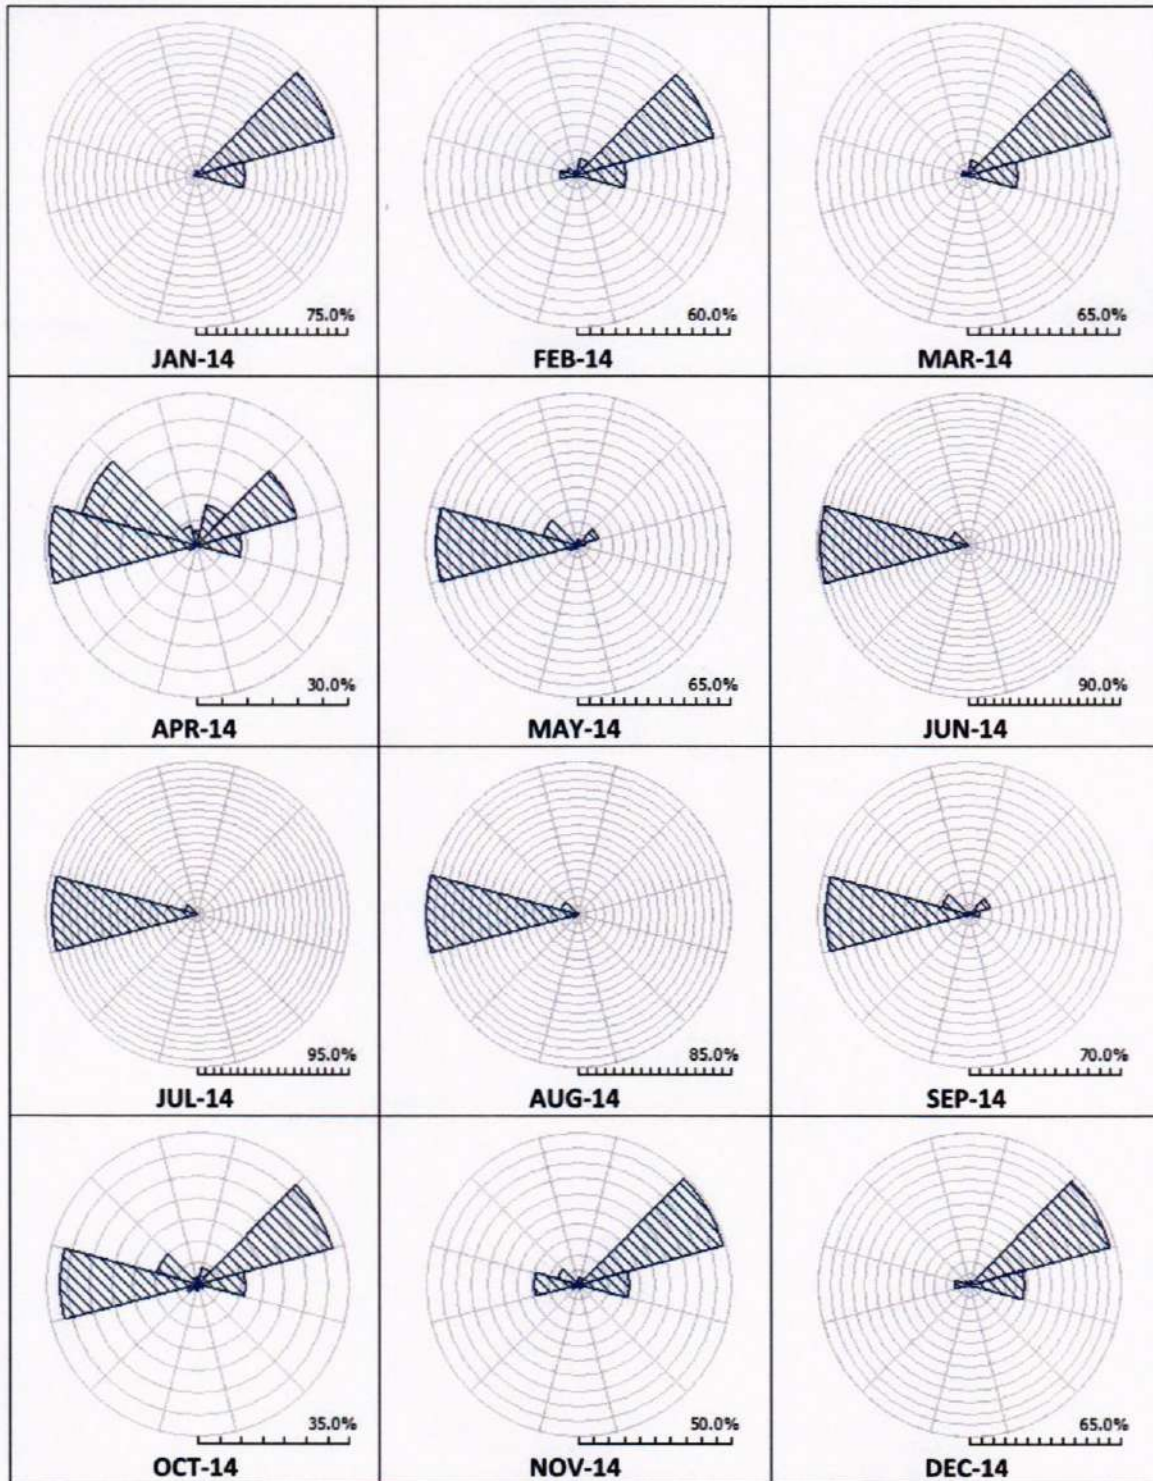 75.0%
JAN-14
60.0%
FEB-14
65.0%
MAR-14
30.0%
APR-14
65.0%
MAY-14
90.0%
JUN-14
95.0%
JUL-14
85.0%
AUG-14
70.0%
SEP-14
35.0%
OCT-14
50.0%
NOV-14
65.0%
DEC-14